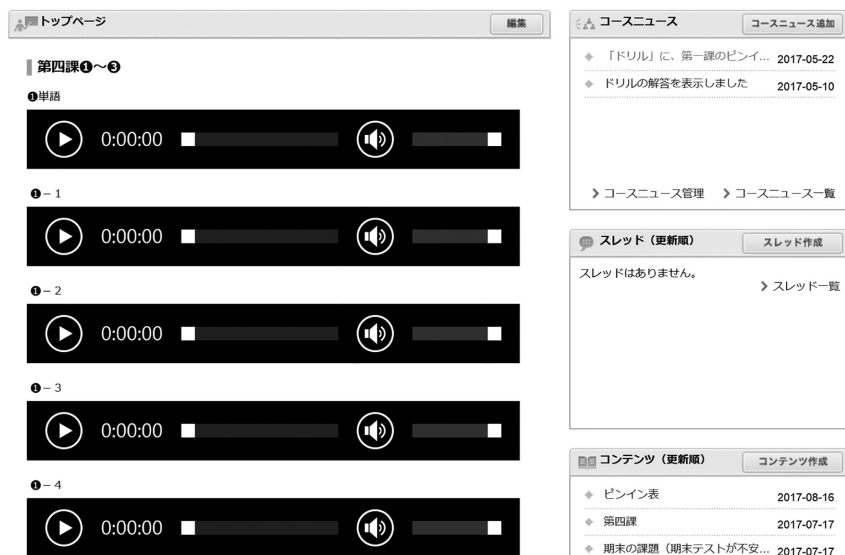 トップページ
編集
第四課❶～❸
❶単語
0:00:00
❶－1
0:00:00
❶－2
0:00:00
❶－3
0:00:00
❶－4
0:00:00
コースニュース
コースニュース追加
「ドリル」に、第一課のピンイ... 2017-05-22
ドリルの解答を表示しました 2017-05-10
コースニュース管理 コースニュース一覧
スレッド（更新順）
スレッド作成
スレッドはありません。
スレッド一覧
コンテンツ（更新順）
コンテンツ作成
ピンイン表 2017-08-16
第四課 2017-07-17
期末の課題（期末テストが不安... 2017-07-17